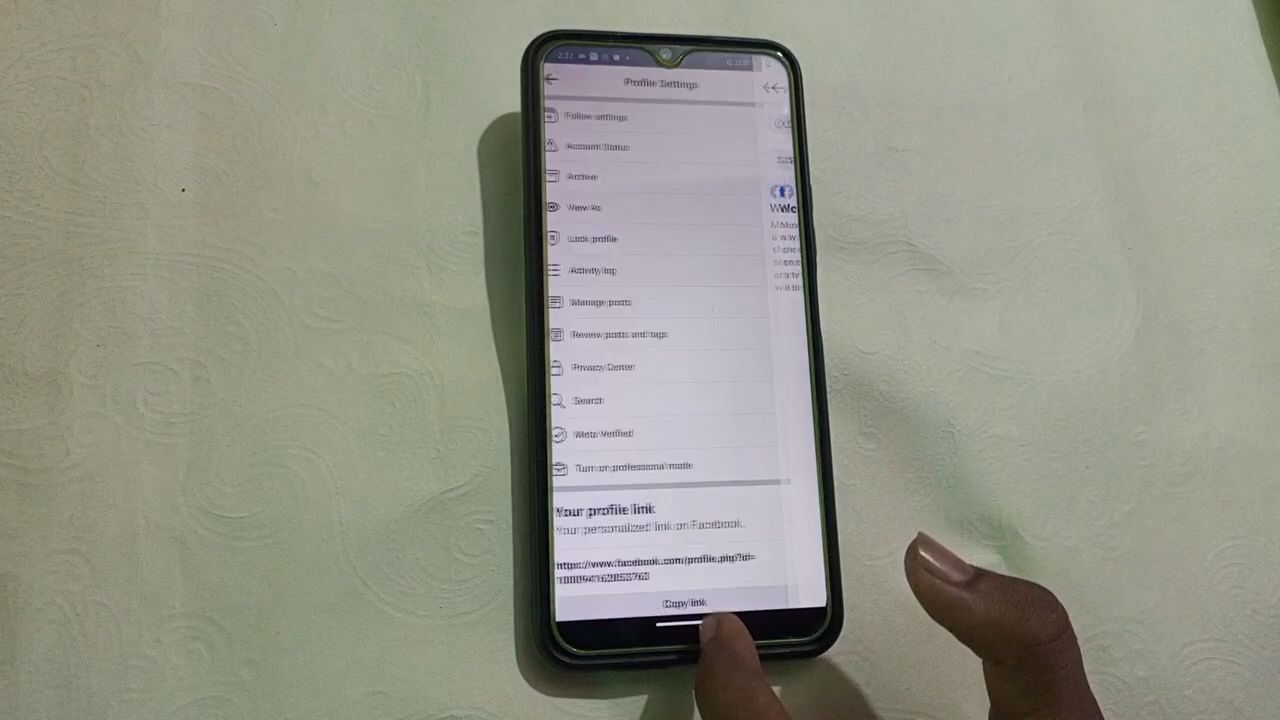 2:33
Profile Settings
Follow settings
Account Status
Archive
View As
Lock profile
Activity log
Manage posts
Review posts and tags
Privacy Center
Search
Meta Verified
Turn on professional mode
Your profile link
Your personalized link on Facebook.
https://www.facebook.com/profile.php?id=
Copy link